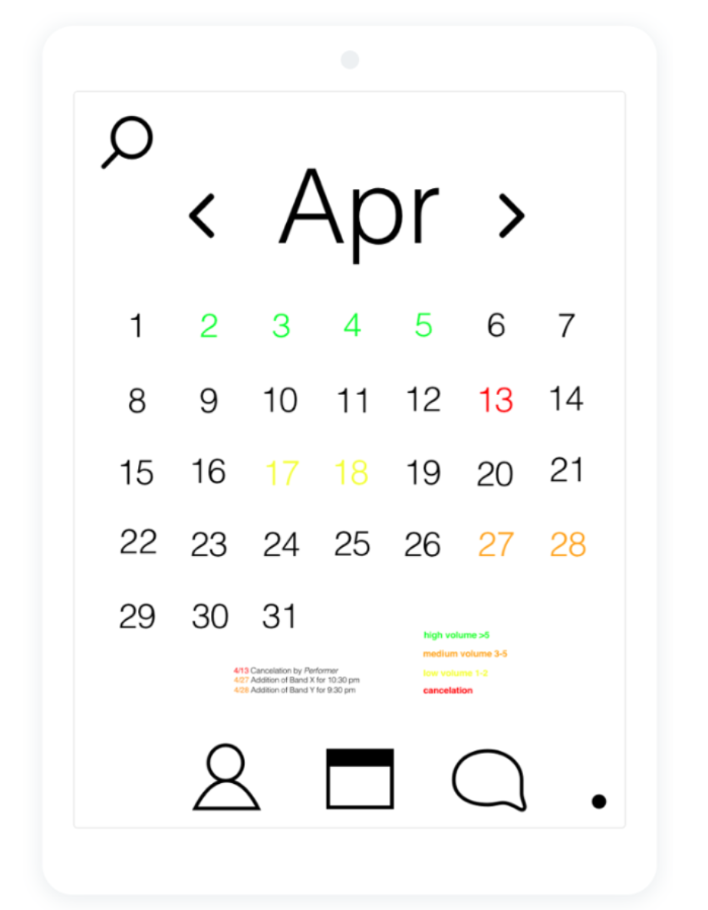 < Apr >
1 2 3 4 5 6 7
8 9 10 11 12 13 14
15 16 17 18 19 20 21
22 23 24 25 26 27 28
29 30 31
high volume >5
medium volume 3-5
low volume 1-2
cancelation
4/13 Cancelation by Performer
4/27 Addition of Band X for 10:30 pm
4/28 Addition of Band Y for 9:30 pm